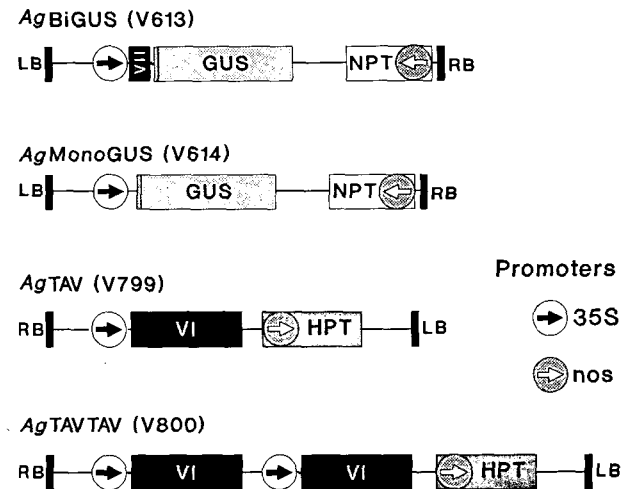 AgBiGUS (V613)
LB VII GUS NPT RB
AgMonoGUS (V614)
LB GUS NPT RB
AgTAV (V799)
RB VI HPT LB
AgTAVTAV (V800)
RB VI VI HPT LB
Promoters
35S
nos